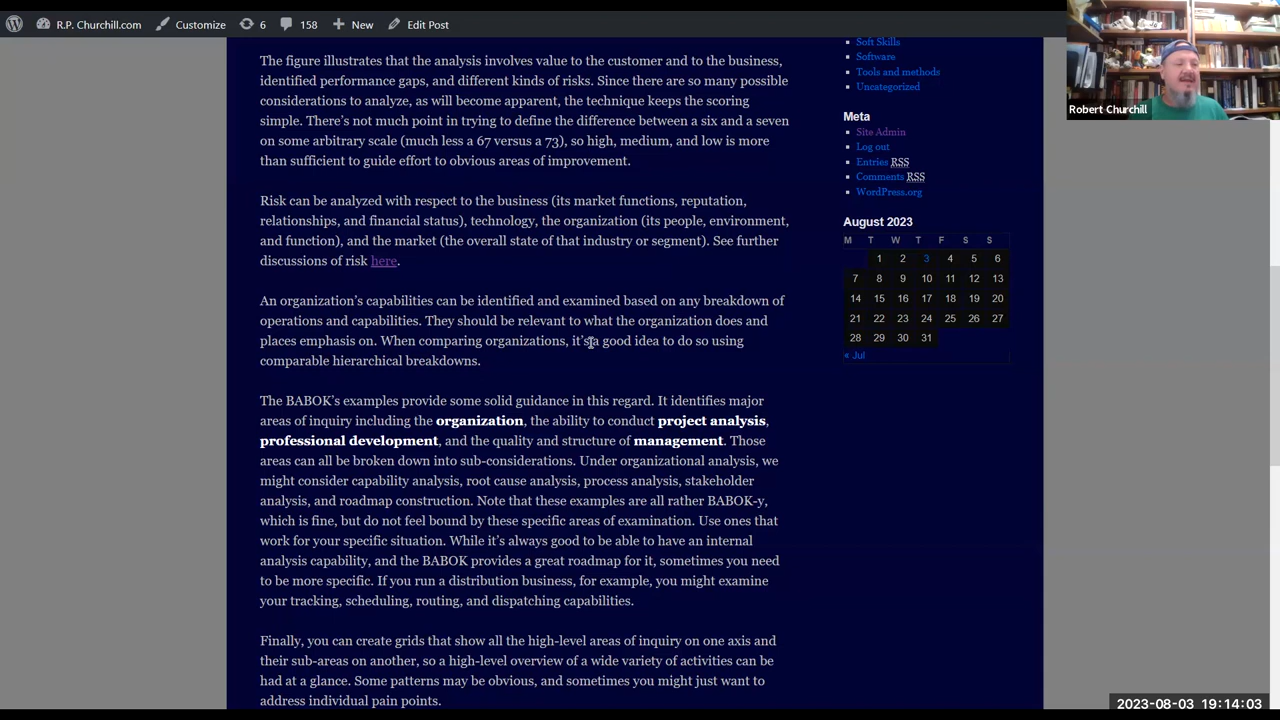 R.P. Churchill.com Customize 6 158 New Edit Post
The figure illustrates that the analysis involves value to the customer and to the business,
identified performance gaps, and different kinds of risks. Since there are so many possible
considerations to analyze, as will become apparent, the technique keeps the scoring
simple. There's not much point in trying to define the difference between a six and a seven
on some arbitrary scale (much less a 67 versus a 73), so high, medium, and low is more
than sufficient to guide effort to obvious areas of improvement.
Risk can be analyzed with respect to the business (its market functions, reputation,
relationships, and financial status), technology, the organization (its people, environment,
and function), and the market (the overall state of that industry or segment). See further
discussions of risk here.
An organization's capabilities can be identified and examined based on any breakdown of
operations and capabilities. They should be relevant to what the organization does and
places emphasis on. When comparing organizations, it's a good idea to do so using
comparable hierarchical breakdowns.
The BABOK's examples provide some solid guidance in this regard. It identifies major
areas of inquiry including the organization, the ability to conduct project analysis,
professional development, and the quality and structure of management. Those
areas can all be broken down into sub-considerations. Under organizational analysis, we
might consider capability analysis, root cause analysis, process analysis, stakeholder
analysis, and roadmap construction. Note that these examples are all rather BABOK-y,
which is fine, but do not feel bound by these specific areas of examination. Use ones that
work for your specific situation. While it's always good to be able to have an internal
analysis capability, and the BABOK provides a great roadmap for it, sometimes you need
to be more specific. If you run a distribution business, for example, you might examine
your tracking, scheduling, routing, and dispatching capabilities.
Finally, you can create grids that show all the high-level areas of inquiry on one axis and
their sub-areas on another, so a high-level overview of a wide variety of activities can be
had at a glance. Some patterns may be obvious, and sometimes you might just want to
address individual pain points.
Soft Skills
Software
Tools and methods
Uncategorized
Meta
Site Admin
Log out
Entries RSS
Comments RSS
WordPress.org
August 2023
M T W T F S S
1 2 3 4 5 6
7 8 9 10 11 12 13
14 15 16 17 18 19 20
21 22 23 24 25 26 27
28 29 30 31
« Jul
Robert Churchill
2023-08-03 19:14:03